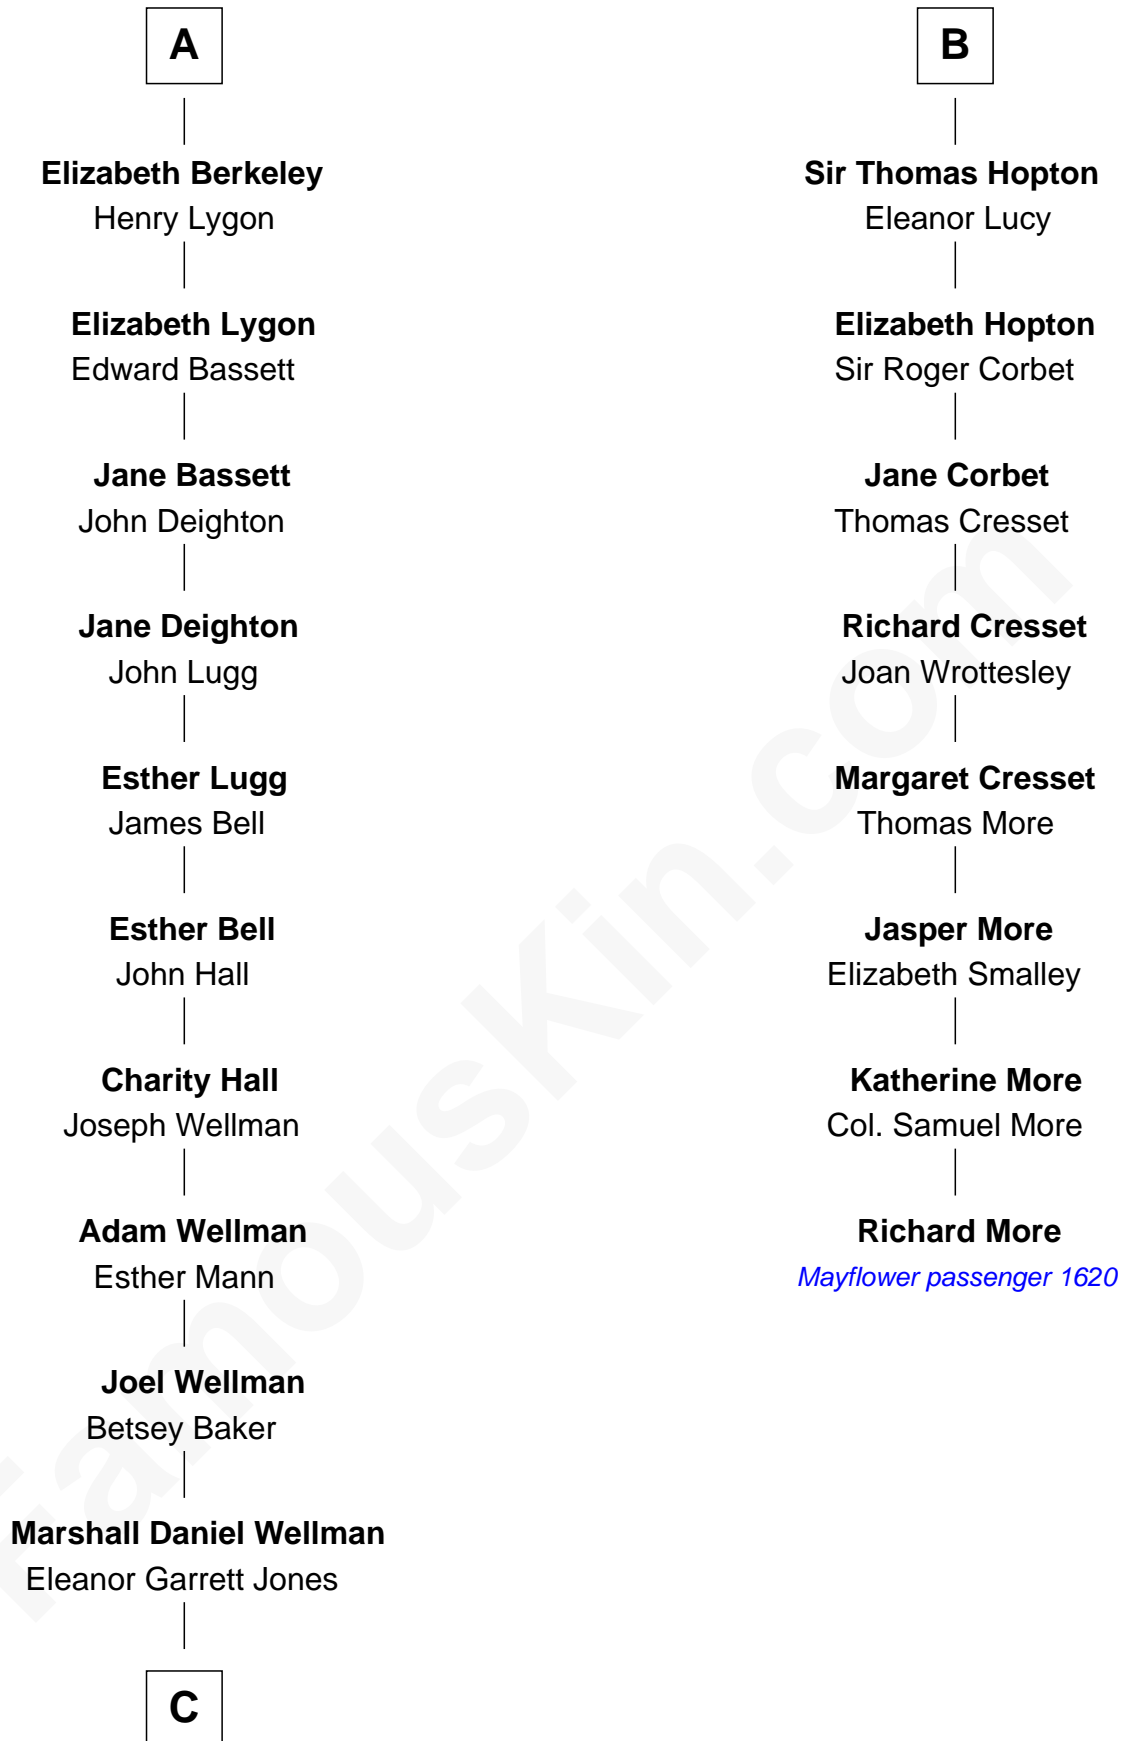 A
Elizabeth Berkeley
Henry Lygon
Elizabeth Lygon
Edward Bassett
Jane Bassett
John Deighton
Jane Deighton
John Lugg
Esther Lugg
James Bell
Esther Bell
John Hall
Charity Hall
Joseph Wellman
Adam Wellman
Esther Mann
Joel Wellman
Betsey Baker
Marshall Daniel Wellman
Eleanor Garrett Jones
C
B
Sir Thomas Hopton
Eleanor Lucy
Elizabeth Hopton
Sir Roger Corbet
Jane Corbet
Thomas Cresset
Richard Cresset
Joan Wrottesley
Margaret Cresset
Thomas More
Jasper More
Elizabeth Smalley
Katherine More
Col. Samuel More
Richard More
Mayflower passenger 1620
FamousKin.com